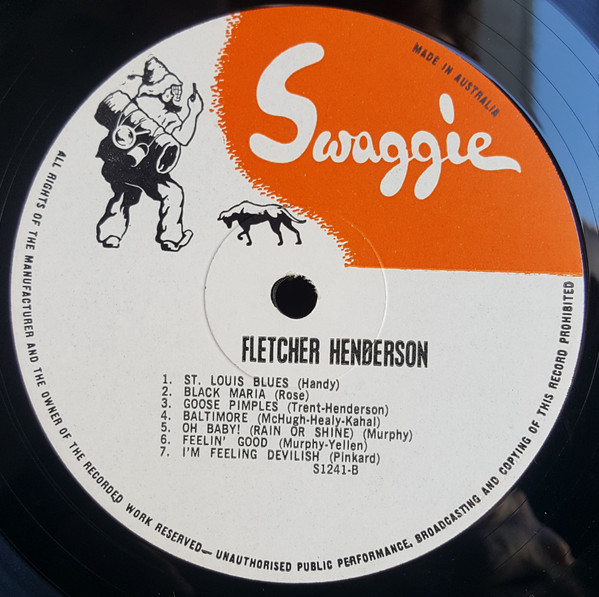 MADE IN AUSTRALIA
Swaggie
FLETCHER HENDERSON
1. ST. LOUIS BLUES (Handy)
2. BLACK MARIA (Rose)
3. GOOSE PIMPLES (Trent-Henderson)
4. BALTIMORE (McHugh-Healy-Kahal)
5. OH BABY! (RAIN OR SHINE) (Murphy)
6. FEELIN' GOOD (Murphy-Yellen)
7. I'M FEELING DEVILISH (Pinkard)
S1241-B
ALL RIGHTS OF THE MANUFACTURER AND THE OWNER OF THE RECORDED WORK RESERVED— UNAUTHORISED PUBLIC PERFORMANCE, BROADCASTING AND COPYING OF THIS RECORD PROHIBITED